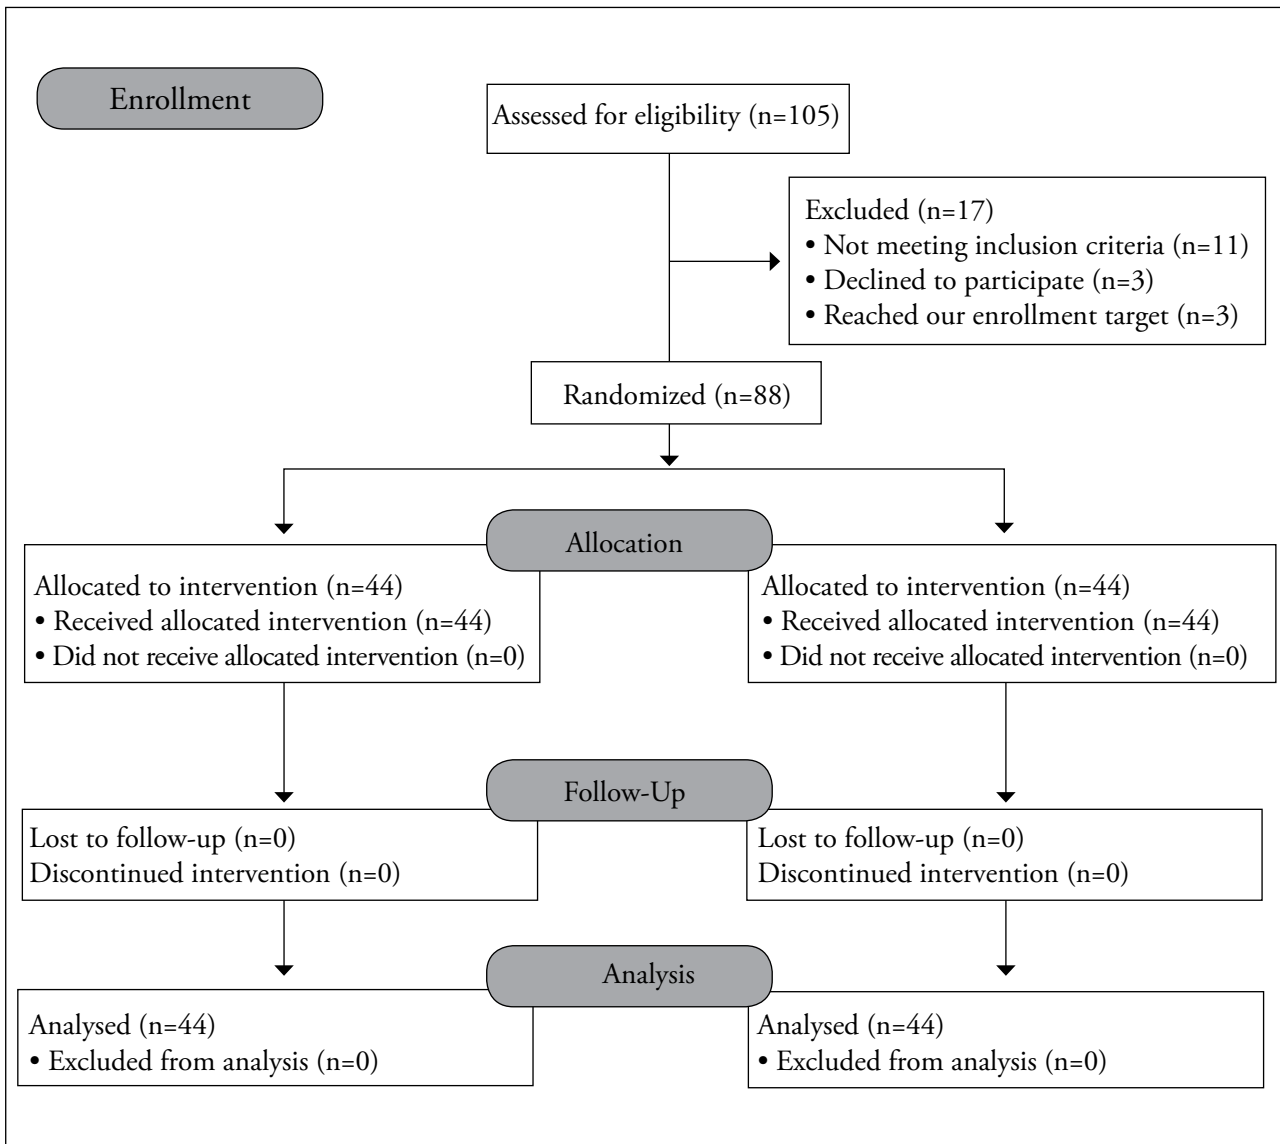 Enrollment
Assessed for eligibility (n=105)
Excluded (n=17)
• Not meeting inclusion criteria (n=11)
• Declined to participate (n=3)
• Reached our enrollment target (n=3)
Randomized (n=88)
Allocation
Allocated to intervention (n=44)
• Received allocated intervention (n=44)
• Did not receive allocated intervention (n=0)
Allocated to intervention (n=44)
• Received allocated intervention (n=44)
• Did not receive allocated intervention (n=0)
Follow-Up
Lost to follow-up (n=0)
Discontinued intervention (n=0)
Lost to follow-up (n=0)
Discontinued intervention (n=0)
Analysis
Analysed (n=44)
• Excluded from analysis (n=0)
Analysed (n=44)
• Excluded from analysis (n=0)